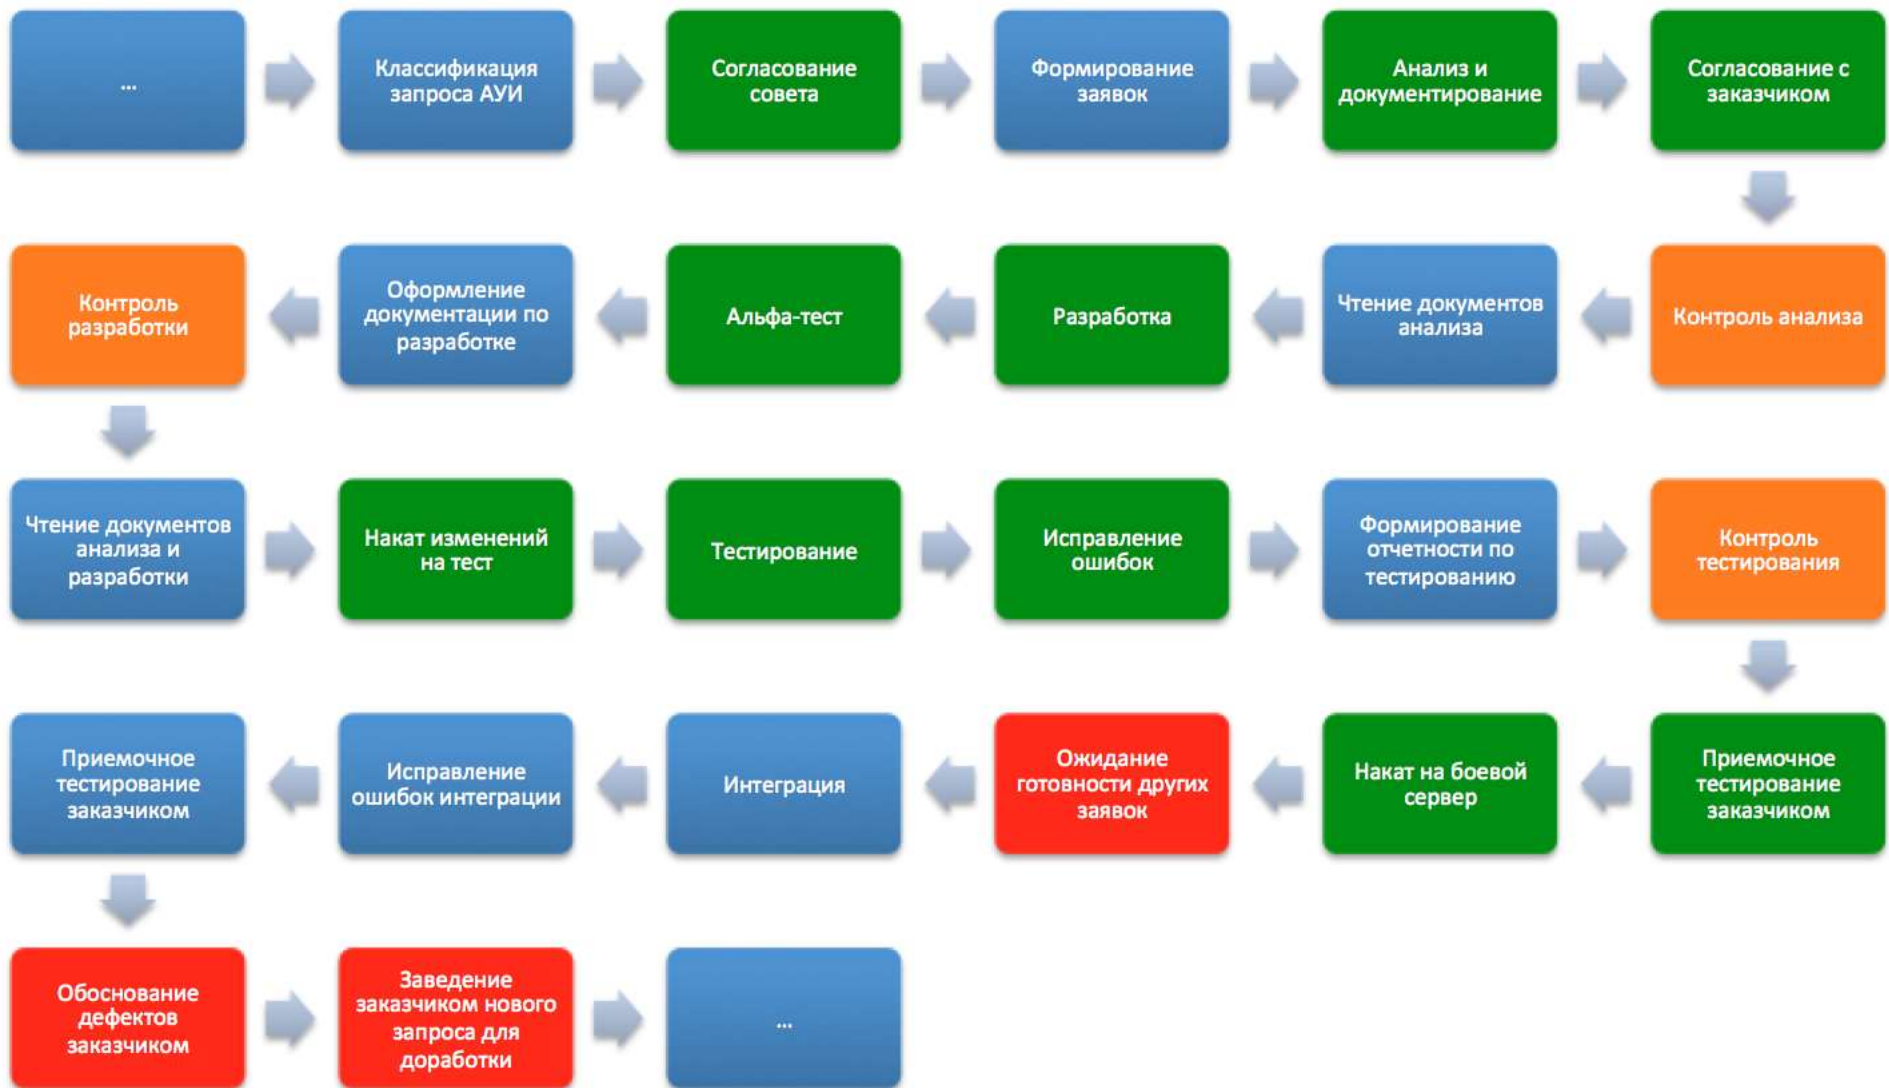 ...
Классификация
запроса АУИ
Согласование
совета
Формирование
заявок
Анализ и
документирование
Согласование с
заказчиком
Контроль анализа
Чтение документов
анализа
Разработка
Альфа-тест
Оформление
документации по
разработке
Контроль
разработки
Чтение документов
анализа и
разработки
Накат изменений
на тест
Тестирование
Исправление
ошибок
Формирование
отчетности по
тестированию
Контроль
тестирования
Приемочное
тестирование
заказчиком
Накат на боевой
сервер
Ожидание
готовности других
заявок
Интеграция
Исправление
ошибок интеграции
Приемочное
тестирование
заказчиком
Обоснование
дефектов
заказчиком
Заведение
заказчиком нового
запроса для
доработки
...